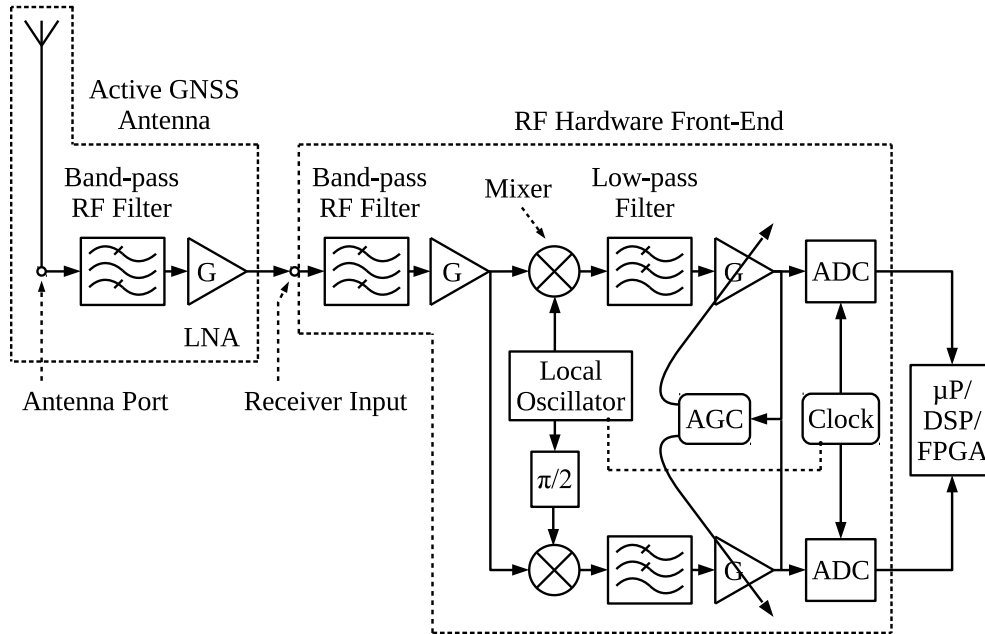 Active GNSS
Antenna
RF Hardware Front-End
Band-pass
RF Filter
Band-pass
RF Filter
Mixer
Low-pass
Filter
G
G
G
ADC
LNA
Antenna Port
Receiver Input
Local
Oscillator
AGC
Clock
µP/
DSP/
FPGA
π/2
G
ADC